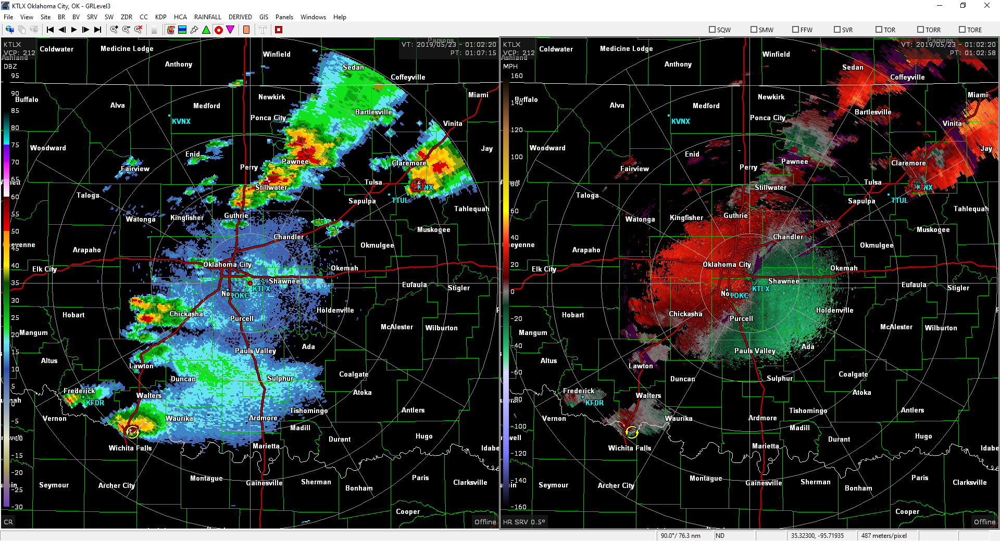 KTLX Oklahoma City, OK - GRLevel3
File View Site BR BV SRV SW ZDR CC KDP HCA RAINFALL DERIVED GIS Panels Windows Help
SQW SMW FFW SVR TOR TORR TORE
KTLX
VCP: 212
DBZ
95
90
85
80
75
70
65
60
55
50
45
40
35
30
25
20
15
10
5
0
-5
-10
-15
-20
-25
-30
CR
VT: 2019/05/23 - 01:02:20
PT: 01:07:15
Parsons
Ashland
Coldwater
Medicine Lodge
Winfield
Anthony
Sedan
Coffeyville
Miami
Buffalo
Newkirk
Alva
Medford
Bartlesville
Ponca City
KVNX
Vinita
Woodward
Jay
Enid
Pawnee
Claremore
Fairview
Perry
Tulsa
Stillwater
Taloga
TTUL
Sapulpa
Tahlequah
Guthrie
Kingfisher
Watonga
Muskogee
Chandler
Okmulgee
Arapaho
Oklahoma City
Elk City
Okemah
Shawnee
Eufaula
Stigler
KTLX
TOKC
Holdenville
Hobart
Chickasha
Purcell
McAlester
Wilburton
Mangum
Ada
Pauls Valley
Altus
Lawton
Coalgate
Duncan
Sulphur
Frederick
Atoka
Walters
KFDR
Tishomingo
Antlers
Vernon
Waurika
Ardmore
Madill
Hugo
Durant
Wichita Falls
Marietta
Idabe
Montague
Paris
Gainesville
Sherman
Clarksville
Seymour
Archer City
Bonham
Cooper
Offline
KTLX
VCP: 212
MPH
160
140
120
100
80
60
40
20
0
-20
-40
-60
-80
-100
-120
-140
-160
HR SRV 0.5°
VT: 2019/05/23 - 01:02:20
PT: 01:02:58
Parsons
Ashland
Coldwater
Medicine Lodge
Winfield
Anthony
Sedan
Coffeyville
Miami
Buffalo
Newkirk
Alva
Medford
Bartlesville
Ponca City
KVNX
Vinita
Woodward
Jay
Enid
Pawnee
Claremore
Fairview
Perry
Tulsa
Stillwater
Taloga
TTUL
Sapulpa
Tahlequah
Guthrie
Kingfisher
Watonga
Muskogee
Chandler
Okmulgee
Arapaho
Oklahoma City
Elk City
Okemah
Shawnee
Eufaula
Stigler
KTLX
TOKC
Holdenville
Hobart
Chickasha
Purcell
McAlester
Wilburton
Mangum
Ada
Pauls Valley
Altus
Lawton
Coalgate
Duncan
Sulphur
Frederick
Atoka
Walters
KFDR
Tishomingo
Antlers
Vernon
Waurika
Ardmore
Madill
Hugo
Durant
Wichita Falls
Marietta
Idabe
Montague
Paris
Gainesville
Sherman
Clarksville
Seymour
Archer City
Bonham
Cooper
Offline
90.0°/ 76.3 nm ND 35.32300, -95.71935 487 meters/pixel